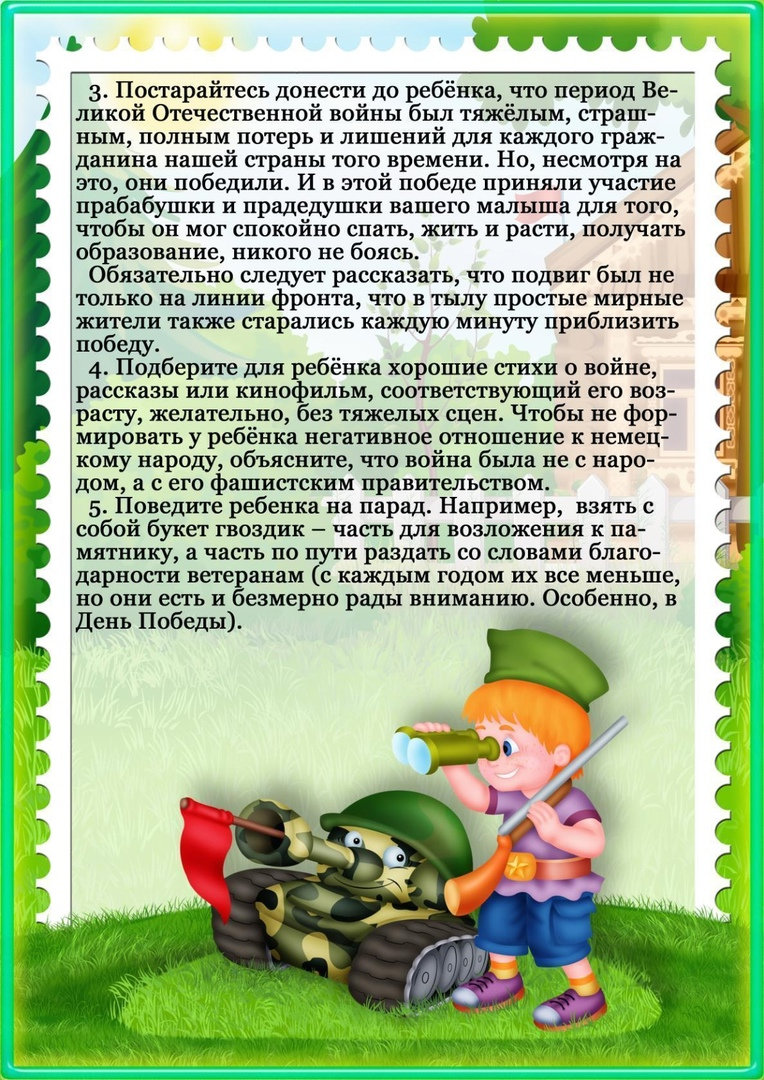 3. Постарайтесь донести до ребёнка, что период Ве-
ликой Отечественной войны был тяжёлым, страш-
ным, полным потерь и лишений для каждого граж-
данина нашей страны того времени. Но, несмотря на
это, они победили. И в этой победе приняли участие
прабабушки и прадедушки вашего малыша для того,
чтобы он мог спокойно спать, жить и расти, получать
образование, никого не боясь.
Обязательно следует рассказать, что подвиг был не
только на линии фронта, что в тылу простые мирные
жители также старались каждую минуту приблизить
победу.
4. Подберите для ребёнка хорошие стихи о войне,
рассказы или кинофильм, соответствующий его воз-
расту, желательно, без тяжелых сцен. Чтобы не фор-
мировать у ребёнка негативное отношение к немец-
кому народу, объясните, что война была не с наро-
дом, а с его фашистским правительством.
5. Поведите ребенка на парад. Например, взять с
собой букет гвоздик – часть для возложения к па-
мятнику, а часть по пути раздать со словами благо-
дарности ветеранам (с каждым годом их все меньше,
но они есть и безмерно рады вниманию. Особенно, в
День Победы).